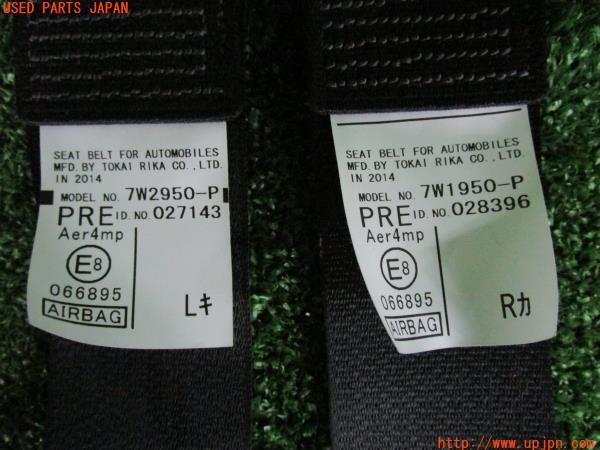 USED PARTS JAPAN
SEAT BELT FOR AUTOMOBILES
MFD.BY TOKAI RIKA CO.,LTD.
IN 2014
MODEL NO. 7W2950-P
PRE ID.NO.027143
Aer4mp
E8
066895
AIRBAG
Lキ
SEAT BELT FOR AUTOMOBILES
MFD.BY TOKAI RIKA CO.,LTD.
IN 2014
MODEL NO. 7W1950-P
PRE ID.NO.028396
Aer4mp
E8
066895
AIRBAG
Rカ
http://www.upjpn.com/